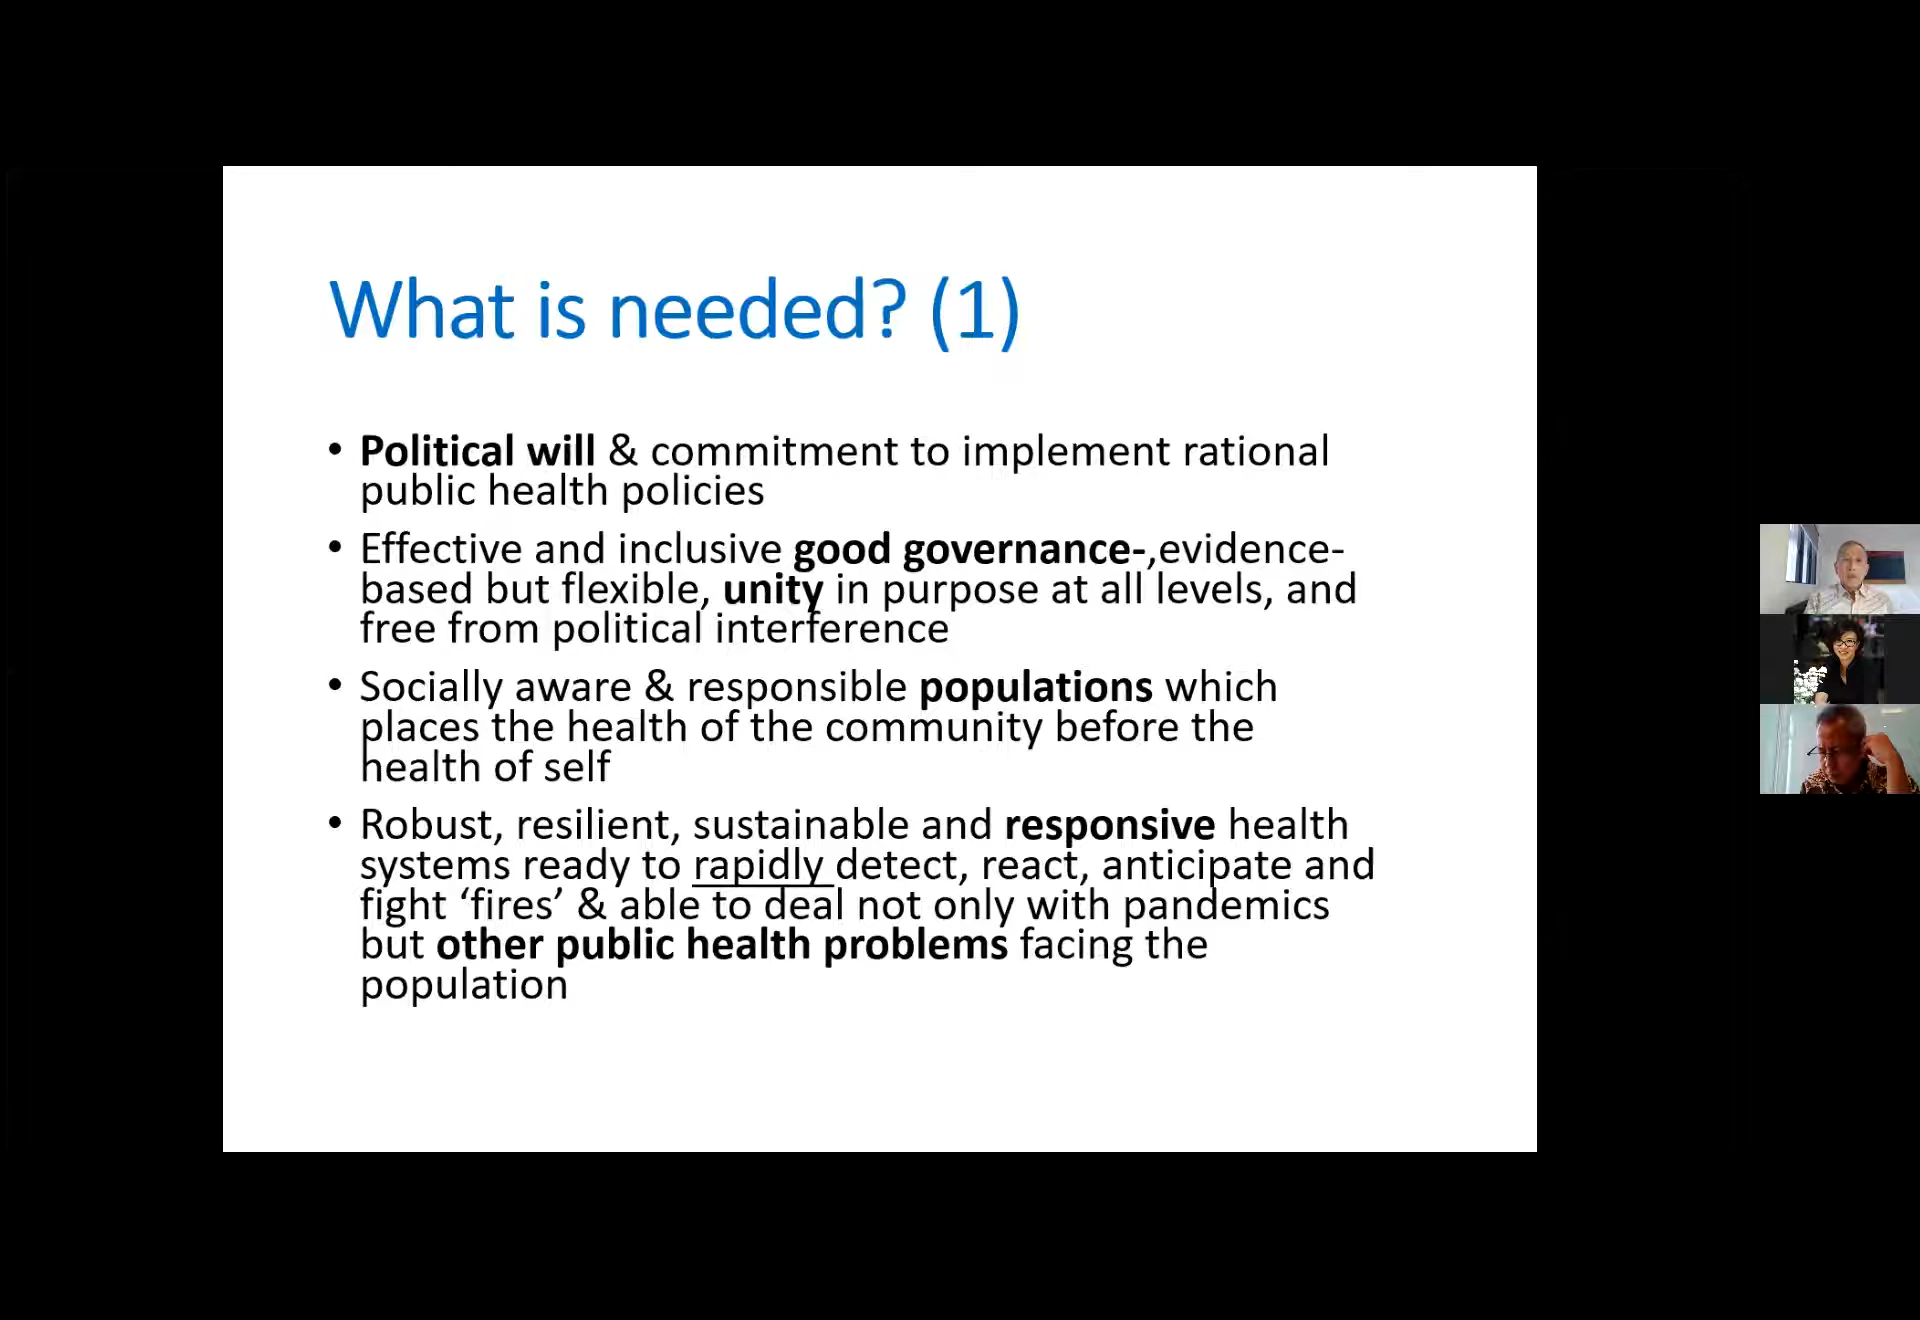 What is needed? (1)
• Political will & commitment to implement rational
public health policies
• Effective and inclusive good governance-,evidence-
based but flexible, unity in purpose at all levels, and
free from political interference
• Socially aware & responsible populations which
places the health of the community before the
health of self
• Robust, resilient, sustainable and responsive health
systems ready to rapidly detect, react, anticipate and
fight ‘fires’ & able to deal not only with pandemics
but other public health problems facing the
population